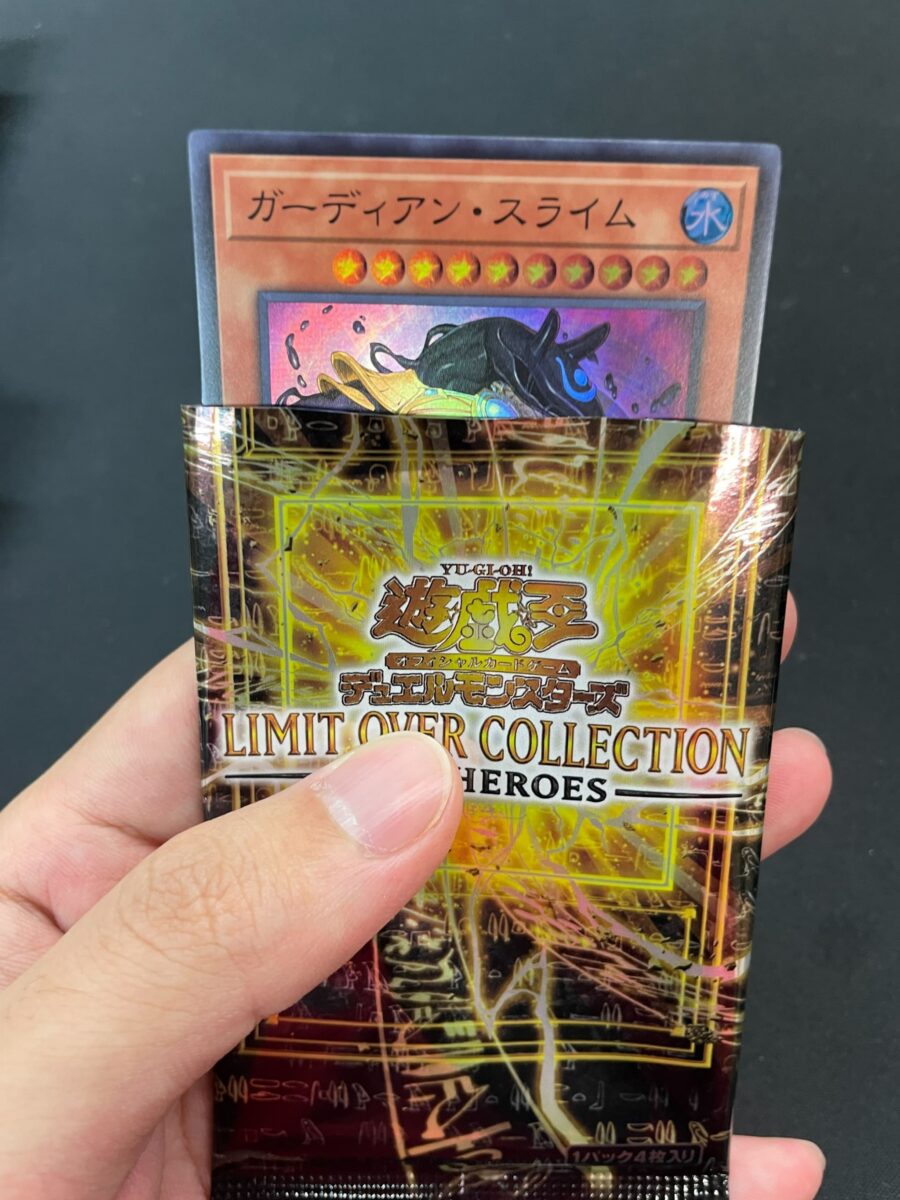 ガーディアン・スライム
水
YU-GI-OH!
遊戯王
オフィシャルカードゲーム
デュエルモンスターズ
LIMIT OVER COLLECTION
HEROES
1パック4枚入り